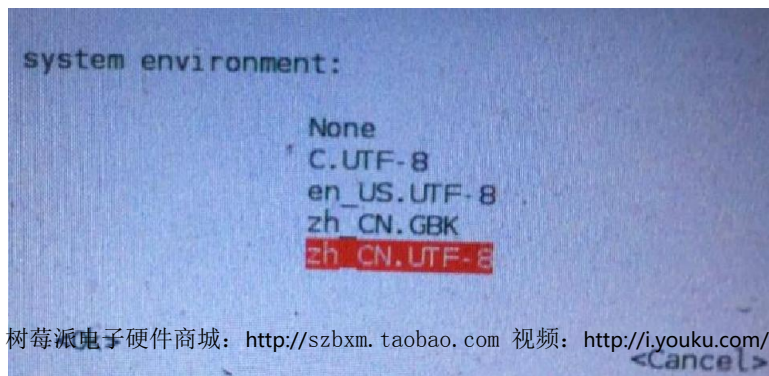 system environment:
None
C.UTF-8
en_US.UTF-8
zh_CN.GBK
zh_CN.UTF-8
树莓派电子硬件商城：http://szbxm.taobao.com 视频：http://i.youku.com/
<Cancel>